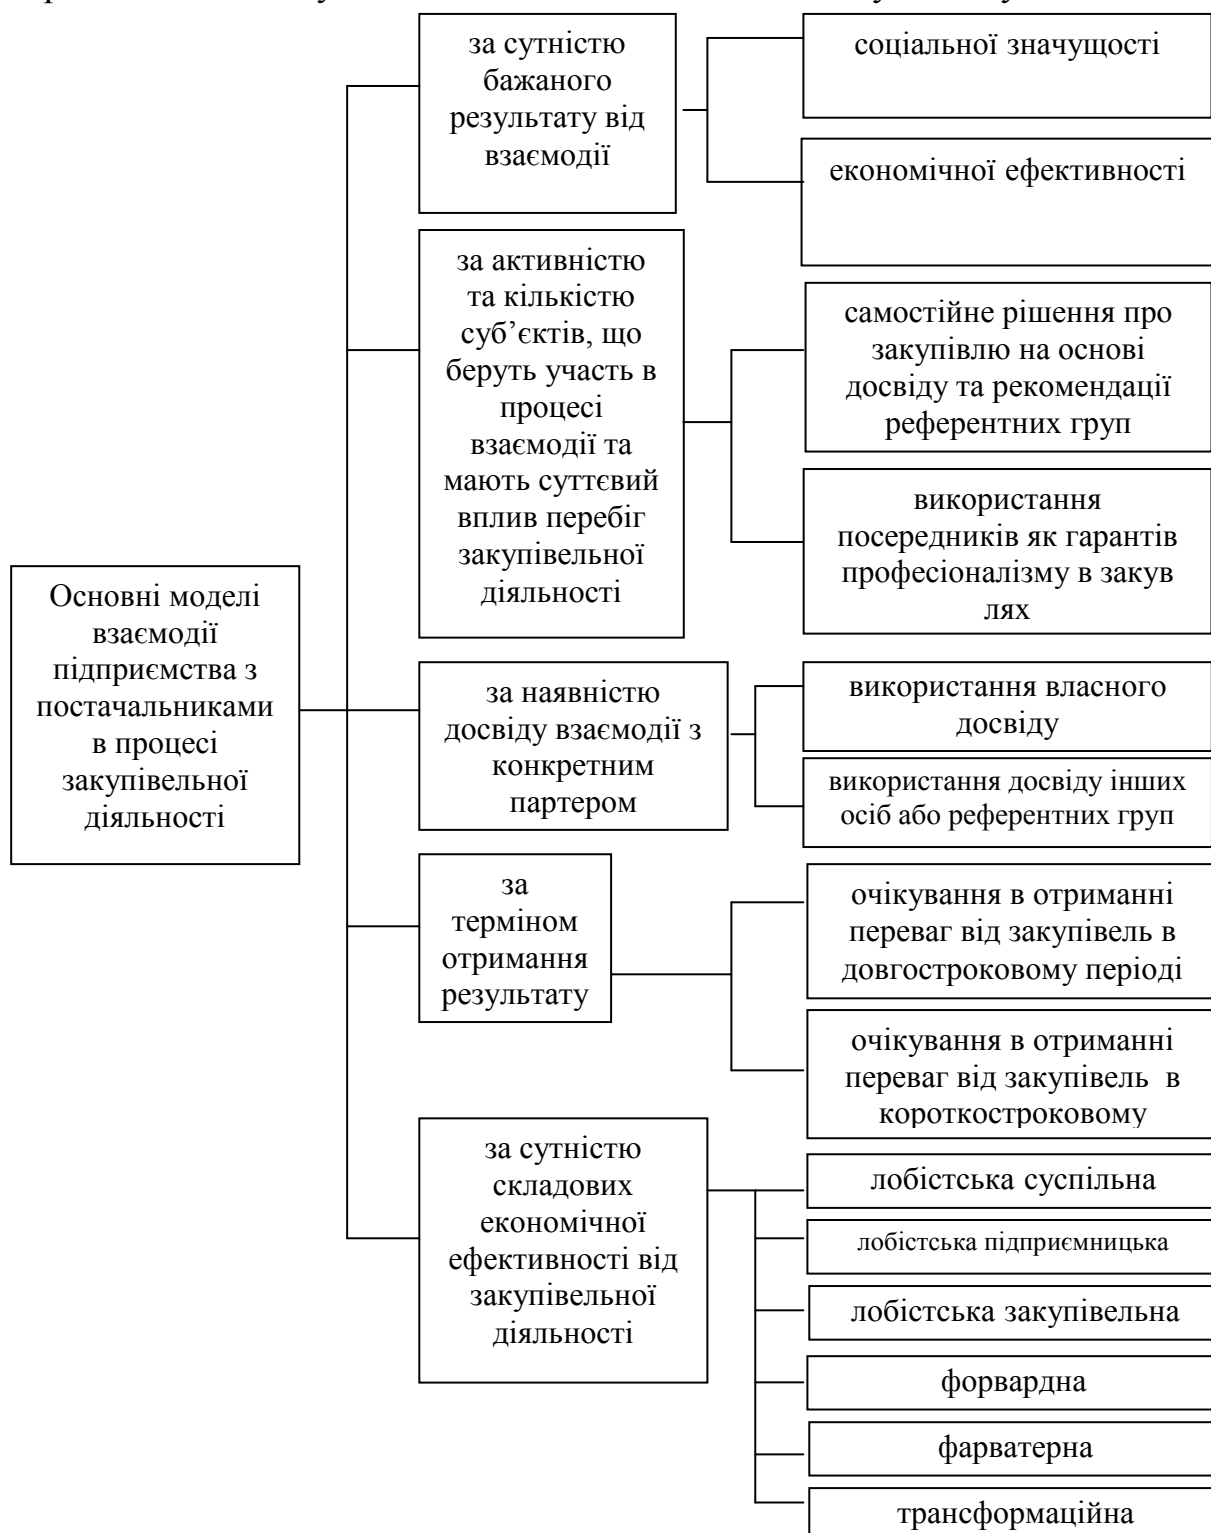 за сутністю
бажаного
результату від
взаємодії
соціальної значущості
економічної ефективності
за активністю
та кількістю
суб’єктів, що
беруть участь в
процесі
взаємодії та
мають суттєвий
вплив перебіг
закупівельної
діяльності
самостійне рішення про
закупівлю на основі
досвіду та рекомендації
референтних груп
використання
посередників як гарантів
професіоналізму в закув
лях
Основні моделі
взаємодії
підприємства з
постачальниками
в процесі
закупівельної
діяльності
за наявністю
досвіду взаємодії з
конкретним
партером
використання власного
досвіду
використання досвіду інших
осіб або референтних груп
за
терміном
отримання
результату
очікування в отриманні
переваг від закупівель в
довгостроковому періоді
очікування в отриманні
переваг від закупівель в
короткостроковому
за сутністю
складових
економічної
ефективності від
закупівельної
діяльності
лобістська суспільна
лобістська підприємницька
лобістська закупівельна
форвардна
фарватерна
трансформаційна